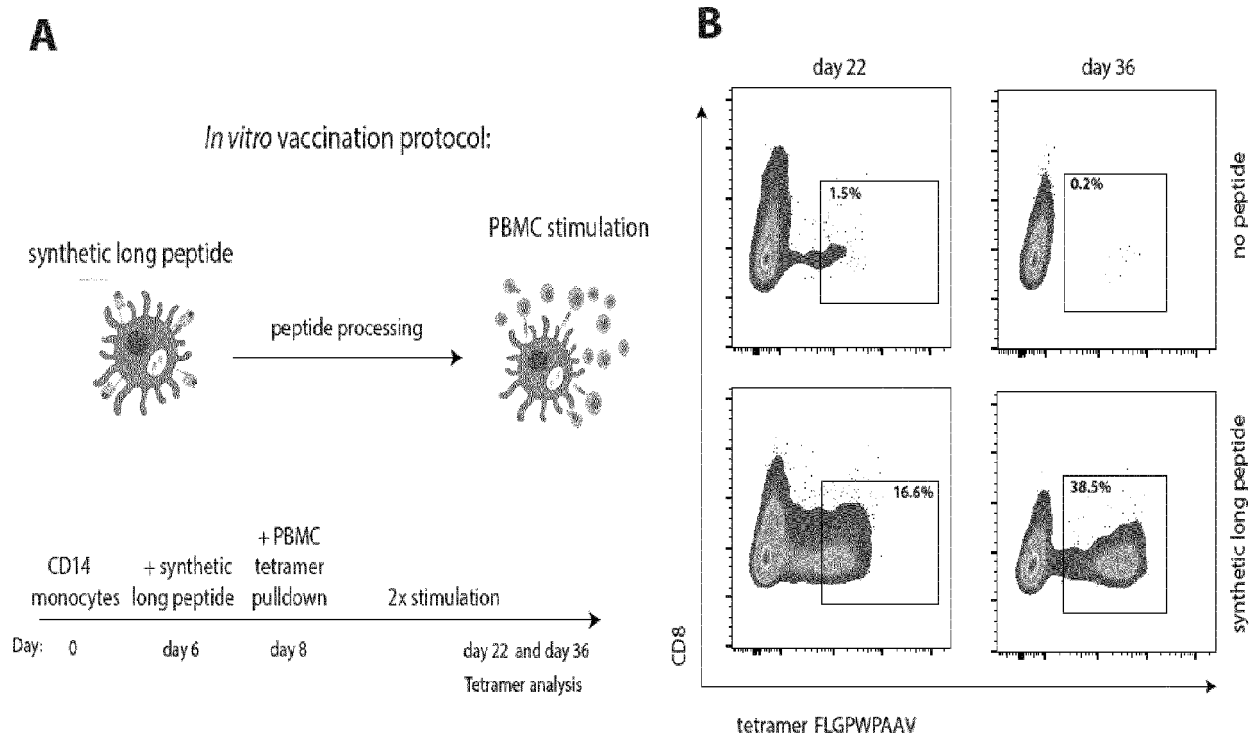 A
In vitro vaccination protocol:
synthetic long peptide
PBMC stimulation
peptide processing
CD14
monocytes
+ synthetic
long peptide
+ PBMC
tetramer
pulldown
2x stimulation
Day:
0
day 6
day 8
day 22 and day 36
Tetramer analysis
B
day 22
day 36
1.5%
0.2%
no peptide
16.6%
38.5%
synthetic long peptide
CD8
tetramer FLGPWPAAV